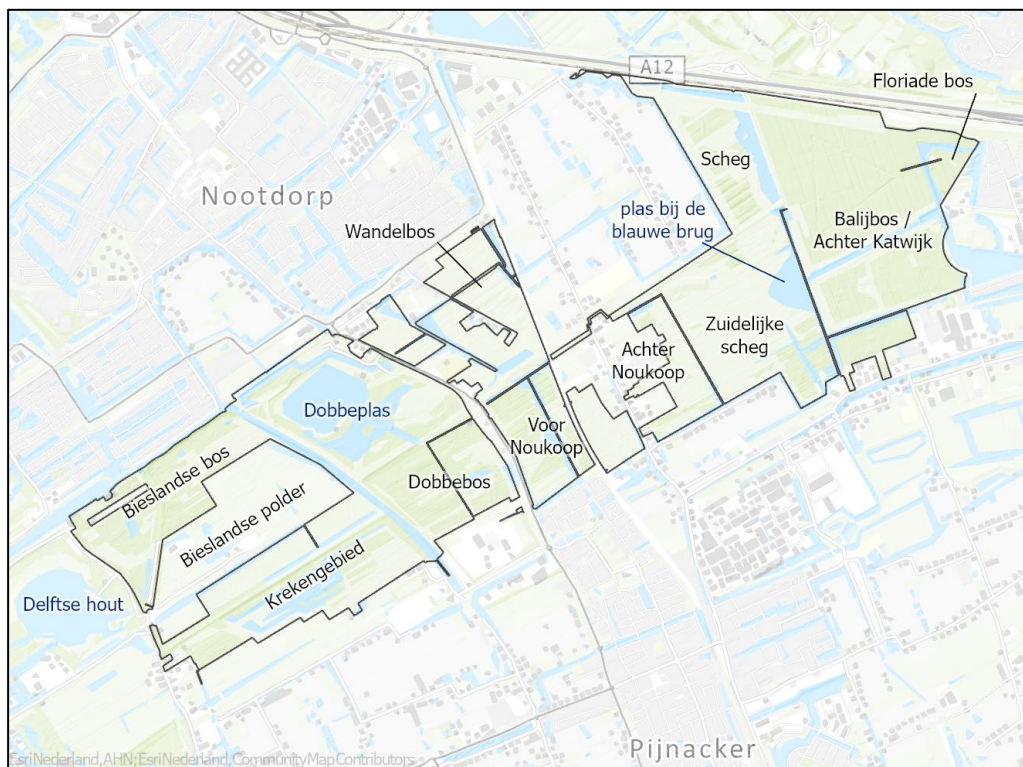 A12
Floriade bos
Scheg
Nootdorp
plas bij de
blauwe brug
Wandelbos
Balijbos /
Achter Katwijk
Zuidelijke
scheg
Achter
Noukoop
Dobbeplas
Voor
Noukoop
Bieslandse bos
Dobbebos
Bieslandse polder
Krekengebied
Delftse hout
Pijnacker
EsriNederland, AHN; EsriNederland, CommunityMapContributors